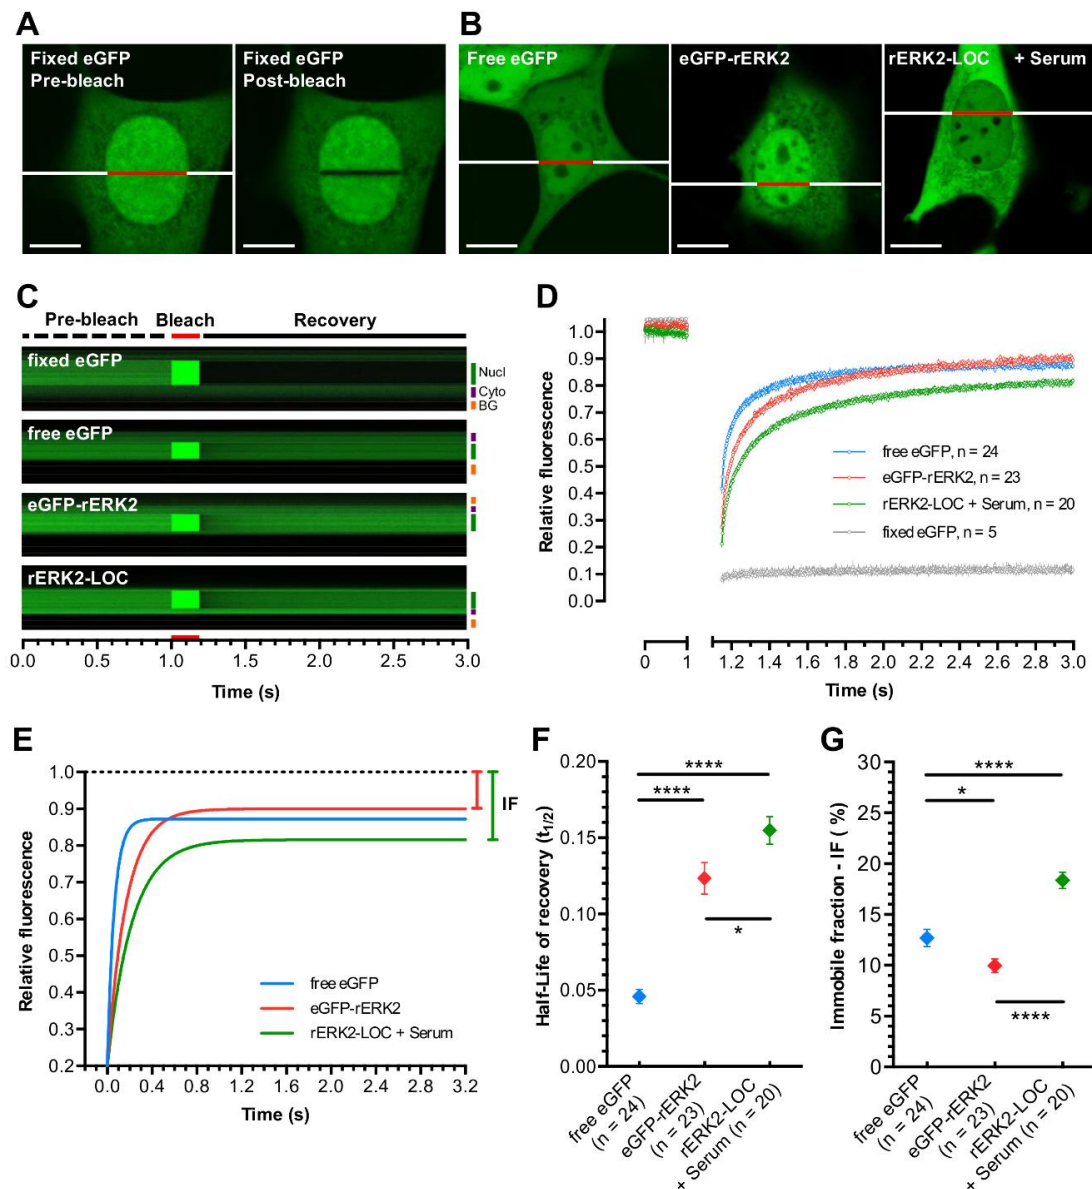 A
Fixed eGFP
Pre-bleach
Fixed eGFP
Post-bleach
B
Free eGFP
eGFP-rERK2
rERK2-LOC + Serum
C
Pre-bleach Bleach Recovery
fixed eGFP
Nucl
Cyto
BG
free eGFP
eGFP-rERK2
rERK2-LOC
0.0 0.5 1.0 1.5 2.0 2.5 3.0
Time (s)
D
Relative fluorescence
1.0
0.9
0.8
0.7
0.6
0.5
0.4
0.3
0.2
0.1
0.0
free eGFP, n = 24
eGFP-rERK2, n = 23
rERK2-LOC + Serum, n = 20
fixed eGFP, n = 5
0 1 1.2 1.4 1.6 1.8 2.0 2.2 2.4 2.6 2.8 3.0
Time (s)
E
Relative fluorescence
1.0
0.9
0.8
0.7
0.6
0.5
0.4
0.3
0.2
IF
free eGFP
eGFP-rERK2
rERK2-LOC + Serum
0.0 0.4 0.8 1.2 1.6 2.0 2.4 2.8 3.2
Time (s)
F
Half-Life of recovery (t1/2)
0.20
0.15
0.10
0.05
0.00
****
****
*
free eGFP
(n = 24)
eGFP-rERK2
(n = 23)
rERK2-LOC
+ Serum (n = 20)
G
Immobile fraction - IF ( %)
30
25
20
15
10
5
0
****
*
****
free eGFP
(n = 24)
eGFP-rERK2
(n = 23)
rERK2-LOC
+ Serum (n = 20)